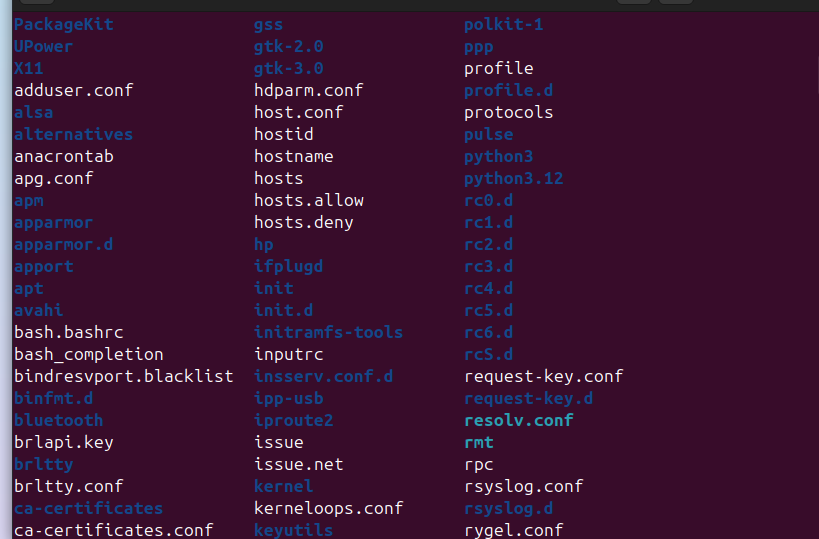 PackageKit gss polkit-1
UPower gtk-2.0 ppp
X11 gtk-3.0 profile
adduser.conf hdparm.conf profile.d
alsa host.conf protocols
alternatives hostid pulse
anacrontab hostname python3
apg.conf hosts python3.12
apm hosts.allow rc0.d
apparmor hosts.deny rc1.d
apparmor.d hp rc2.d
apport ifplugd rc3.d
apt init rc4.d
avahi init.d rc5.d
bash.bashrc initramfs-tools rc6.d
bash_completion inputrc rcS.d
bindresvport.blacklist insserv.conf.d request-key.conf
binfmt.d ipp-usb request-key.d
bluetooth iproute2 resolv.conf
brlapi.key issue rmt
brltty issue.net rpc
brltty.conf kernel rsyslog.conf
ca-certificates kerneloops.conf rsyslog.d
ca-certificates.conf keyutils rygel.conf